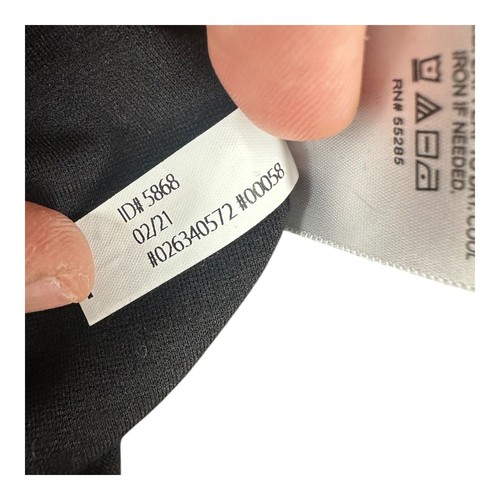 ID# 5868
02/21
#026340572 #00058
IRON IF NEEDED.
RN# 55285